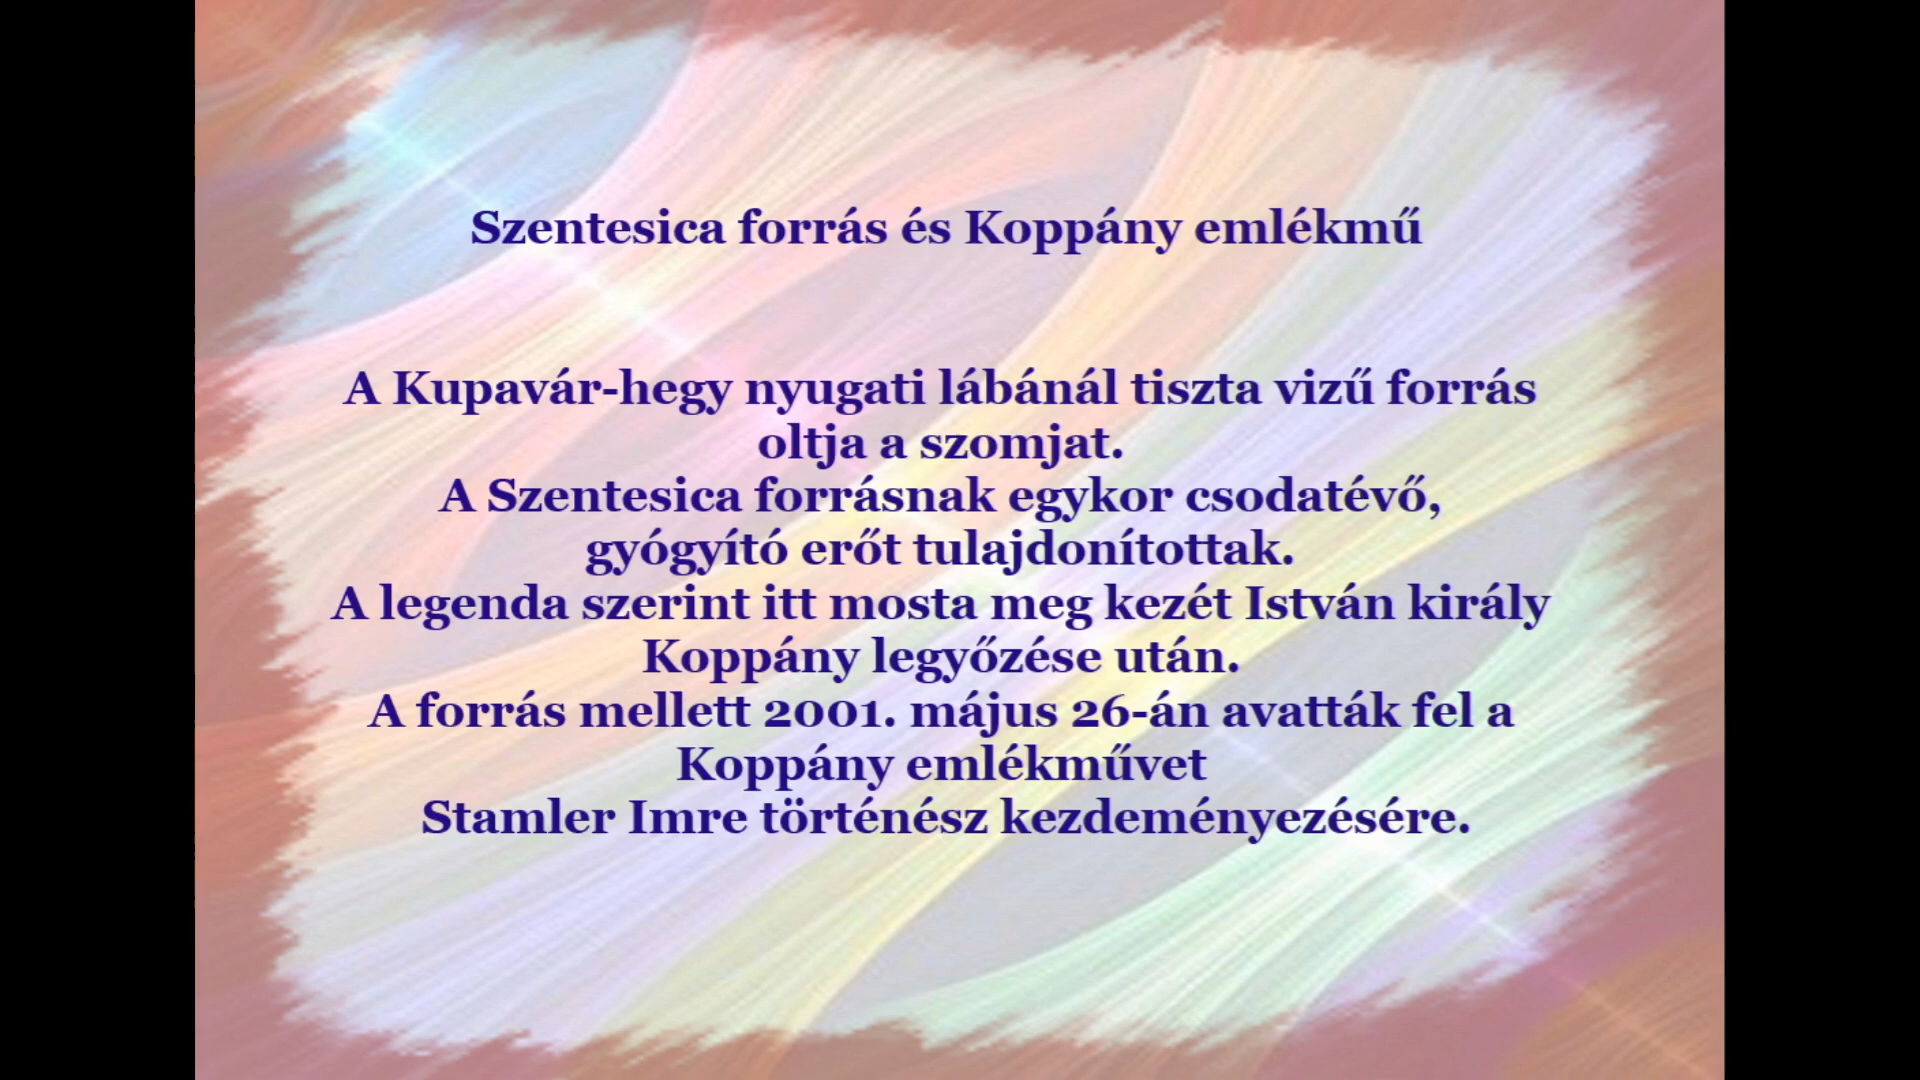 Szentesica forrás és Koppány emlékmű
A Kupavár-hegy nyugati lábánál tiszta vizű forrás
oltja a szomjat.
A Szentesica forrásnak egykor csodatévő,
gyógyító erőt tulajdonítottak.
A legenda szerint itt mosta meg kezét István király
Koppány legyőzése után.
A forrás mellett 2001. május 26-án avatták fel a
Koppány emlékművet
Stamler Imre történész kezdeményezésére.